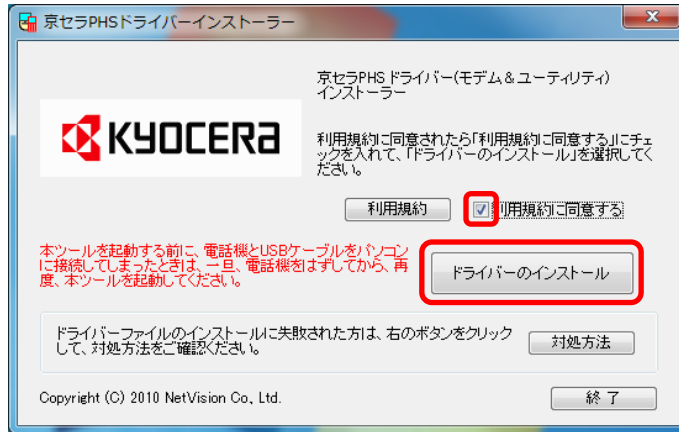 京セラPHSドライバーインストーラー
京セラPHSドライバー(モデム&ユーティリティ)
インストーラー
KYOCERA
利用規約に同意されたら「利用規約に同意する」にチェ
ックを入れて、「ドライバーのインストール」を選択してく
ださい。
利用規約
利用規約に同意する
本ツールを起動する前に、電話機とUSBケーブルをパソコン
に接続してしまったときは、一旦、電話機をはずしてから、再
度、本ツールを起動してください。
ドライバーのインストール
ドライバーファイルのインストールに失敗された方は、右のボタンをクリック
して、対処方法をご確認ください。
対処方法
Copyright (C) 2010 NetVision Co., Ltd.
終了